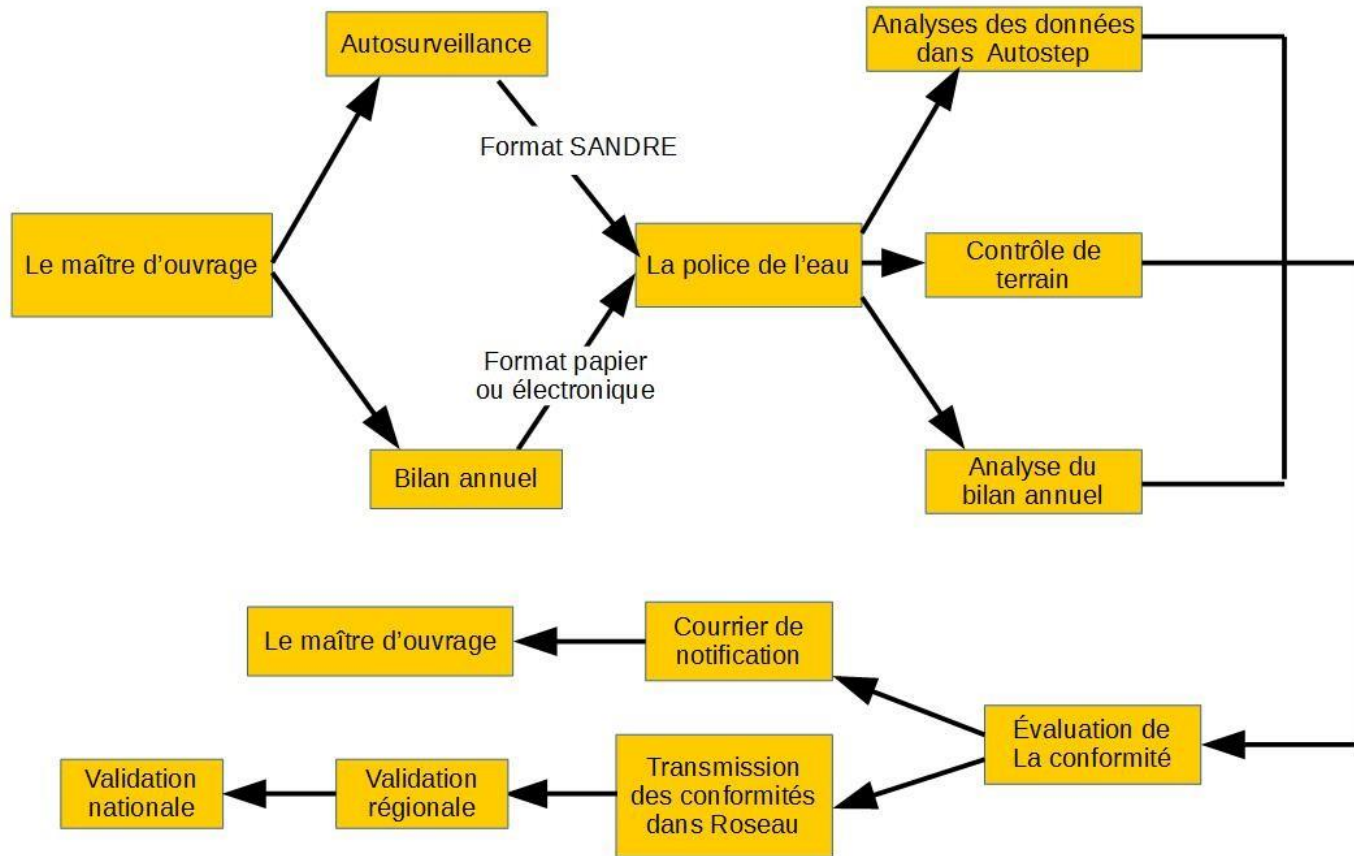 Autosurveillance
Analyses des données
dans Autostep
Format SANDRE
Le maître d’ouvrage
La police de l’eau
Contrôle de
terrain
Format papier
ou électronique
Bilan annuel
Analyse du
bilan annuel
Le maître d’ouvrage
Courrier de
notification
Évaluation de
La conformité
Transmission
des conformités
dans Roseau
Validation
régionale
Validation
nationale